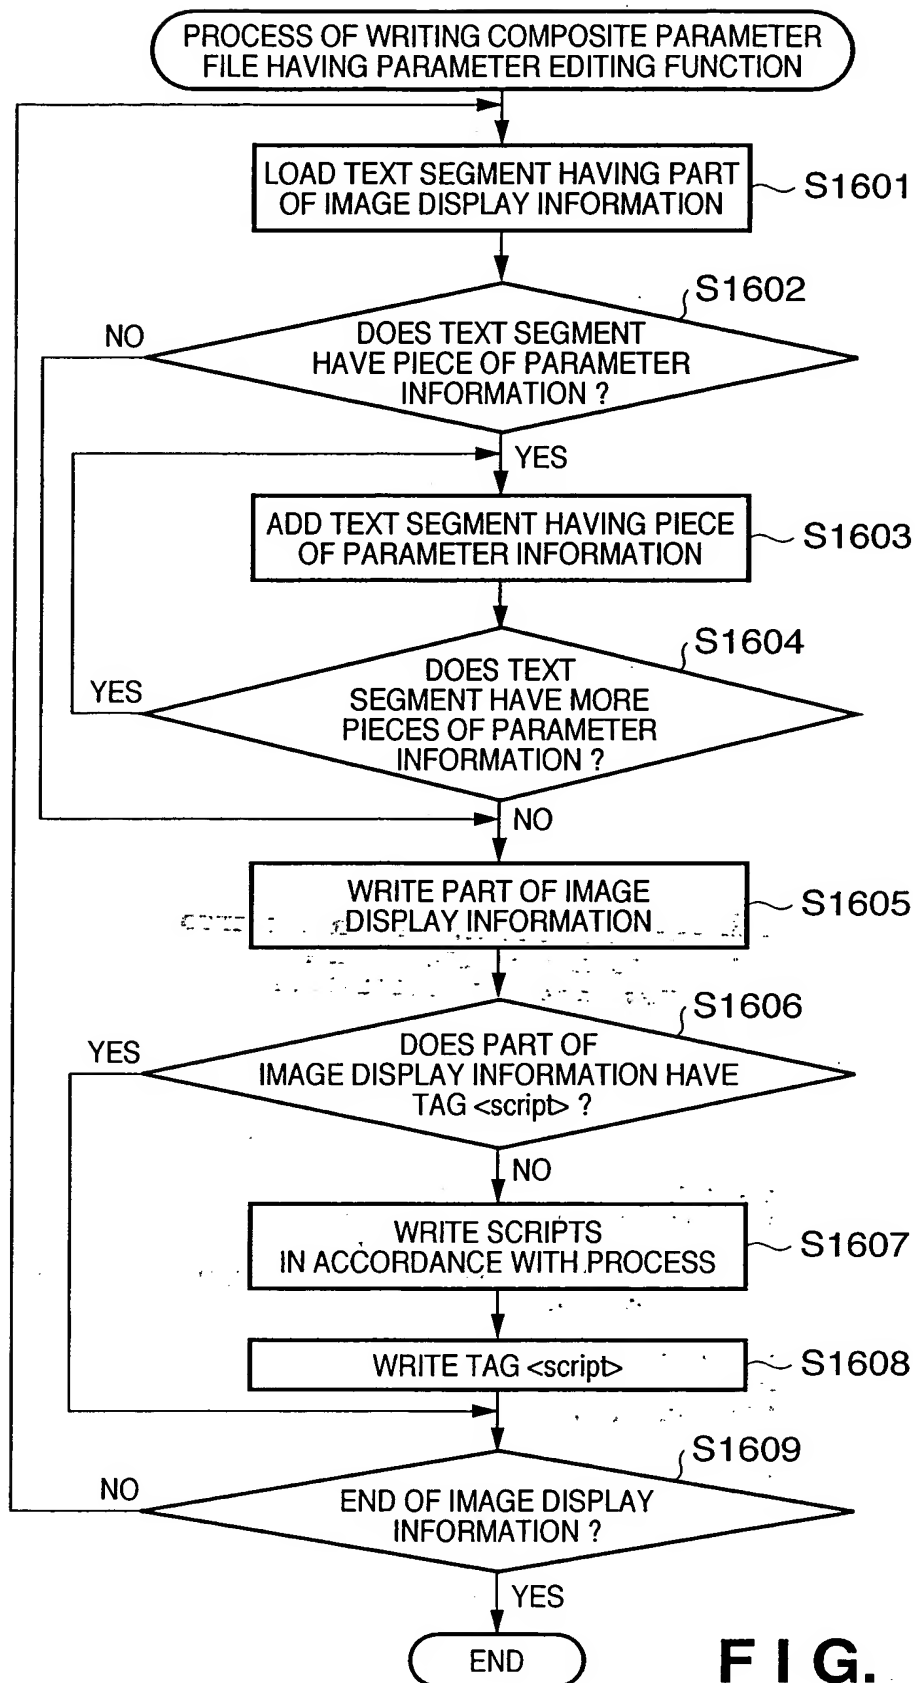 PROCESS OF WRITING COMPOSITE PARAMETER
FILE HAVING PARAMETER EDITING FUNCTION
LOAD TEXT SEGMENT HAVING PART
OF IMAGE DISPLAY INFORMATION
S1601
S1602
NO
DOES TEXT SEGMENT
HAVE PIECE OF PARAMETER
INFORMATION ?
YES
ADD TEXT SEGMENT HAVING PIECE
OF PARAMETER INFORMATION
S1603
S1604
YES
DOES TEXT
SEGMENT HAVE MORE
PIECES OF PARAMETER
INFORMATION ?
NO
WRITE PART OF IMAGE
DISPLAY INFORMATION
S1605
S1606
YES
DOES PART OF
IMAGE DISPLAY INFORMATION HAVE
TAG <script> ?
NO
WRITE SCRIPTS
IN ACCORDANCE WITH PROCESS
S1607
WRITE TAG <script>
S1608
S1609
NO
END OF IMAGE DISPLAY
INFORMATION ?
YES
END
FIG.